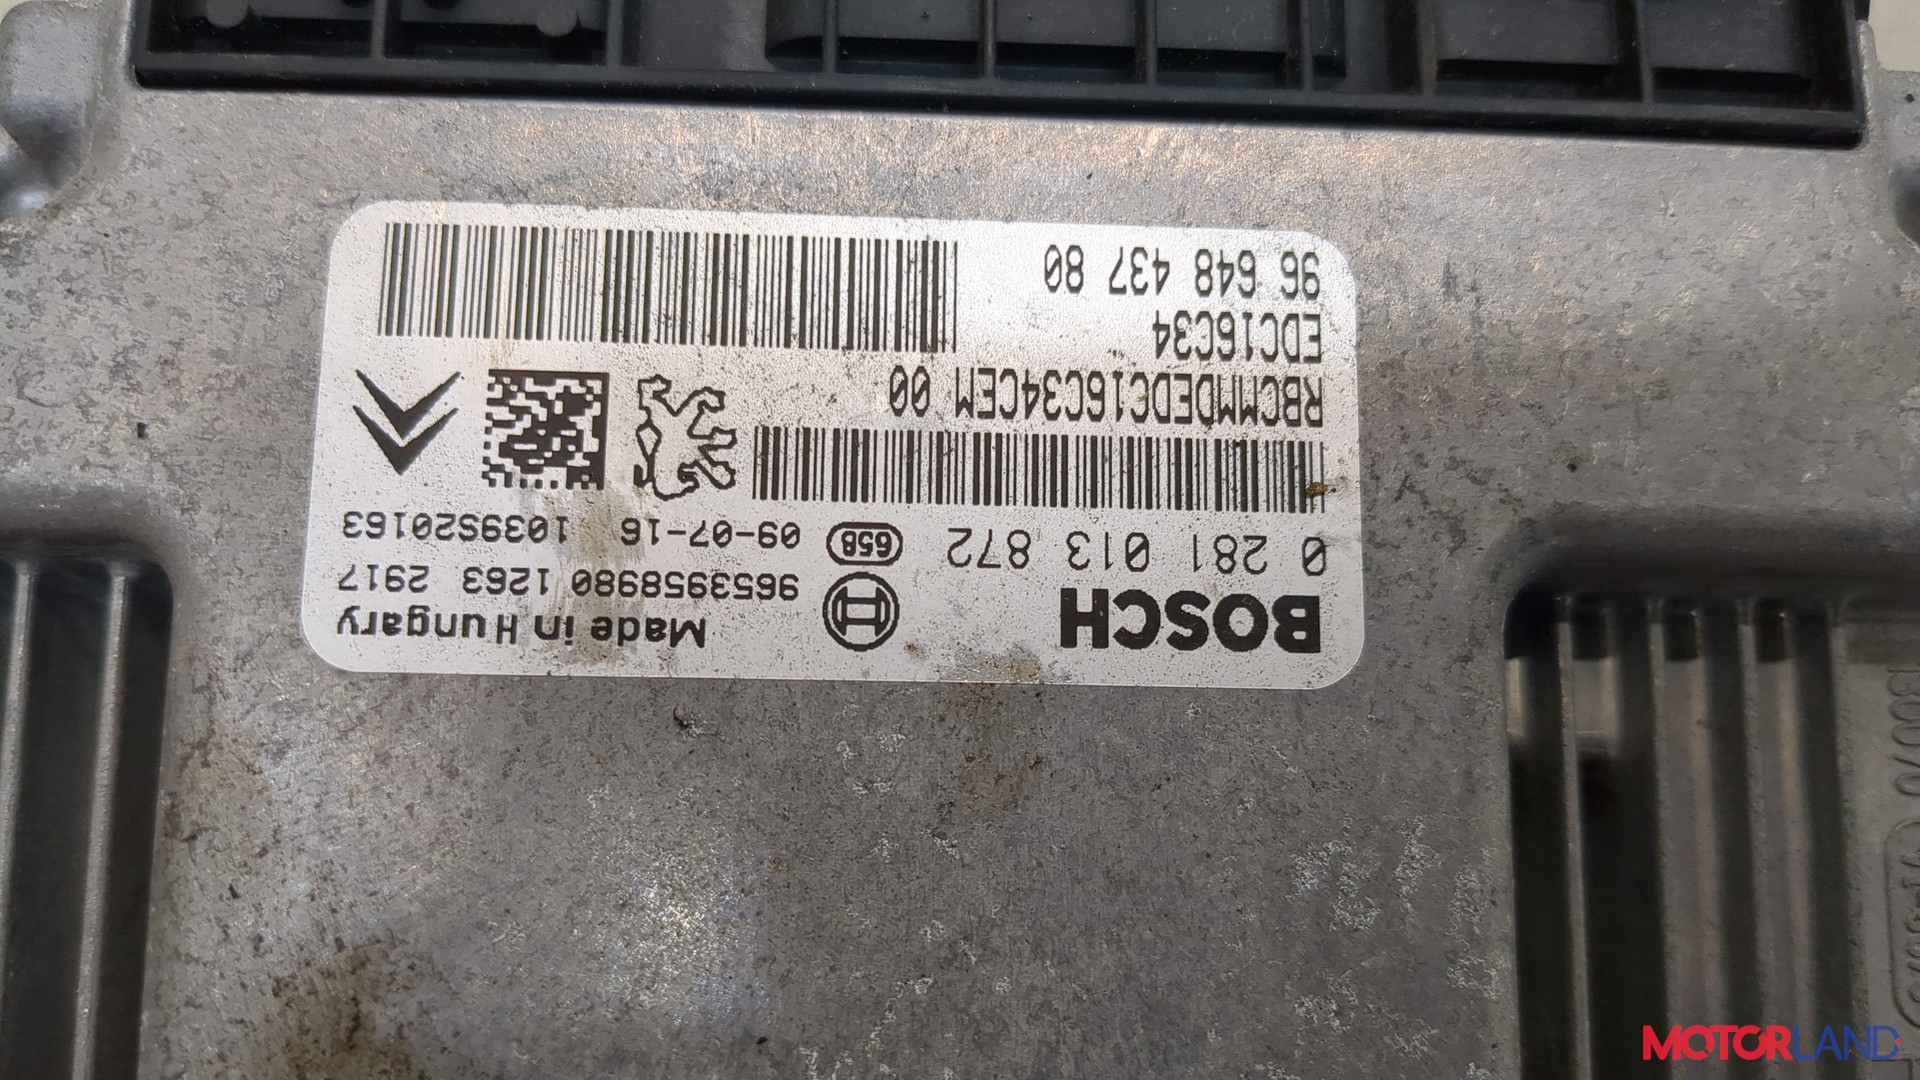 BOSCH
Made in Hungary
9653958980 1263 2917
0 281 013 872
658
09-07-16 1039S20163
RBCMMDEDC16C34CEM 00
EDC16C34
96 648 437 80
MOTORLAND